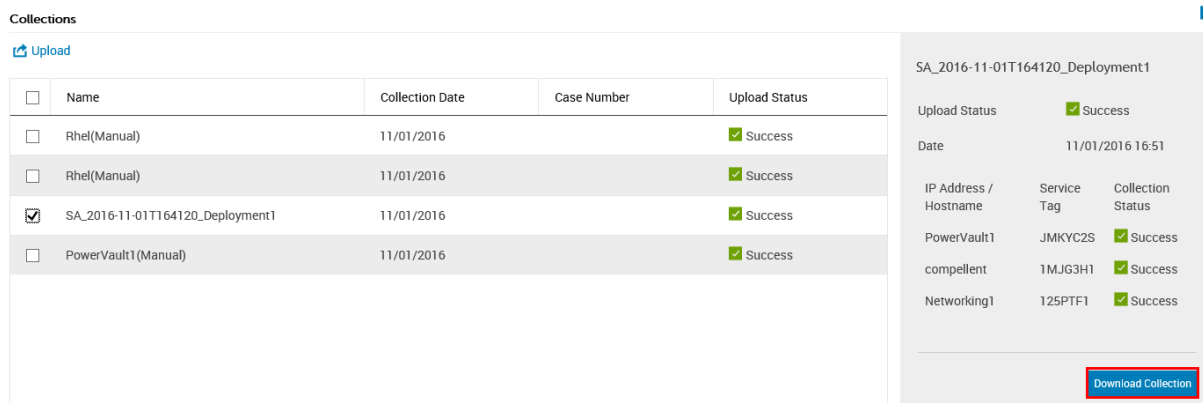 Collections
Upload
Name Collection Date Case Number Upload Status
Rhel(Manual) 11/01/2016 Success
Rhel(Manual) 11/01/2016 Success
SA_2016-11-01T164120_Deployment1 11/01/2016 Success
PowerVault1(Manual) 11/01/2016 Success
SA_2016-11-01T164120_Deployment1
Upload Status Success
Date 11/01/2016 16:51
IP Address / Service Collection
Hostname Tag Status
PowerVault1 JMKYC2S Success
compellent 1MJG3H1 Success
Networking1 125PTF1 Success
Download Collection